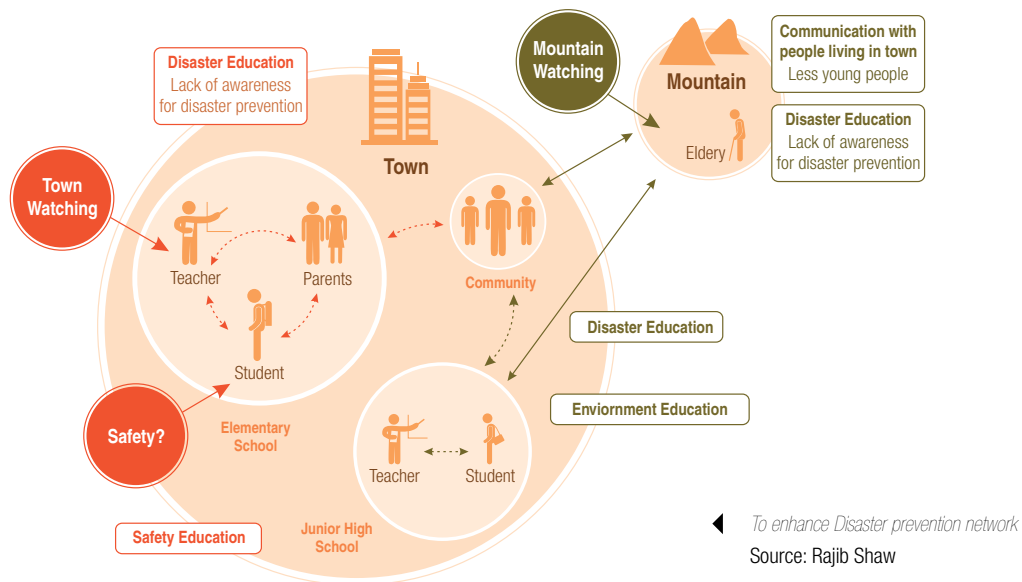 Disaster Education
Lack of awareness
for disaster prevention
Town
Mountain
Watching
Mountain
Eldery
Communication with
people living in town
Less young people
Disaster Education
Lack of awareness
for disaster prevention
Town
Watching
Teacher
Parents
Student
Community
Safety?
Elementary
School
Disaster Education
Enviornment Education
Teacher
Student
Safety Education
Junior High
School
To enhance Disaster prevention network
Source: Rajib Shaw